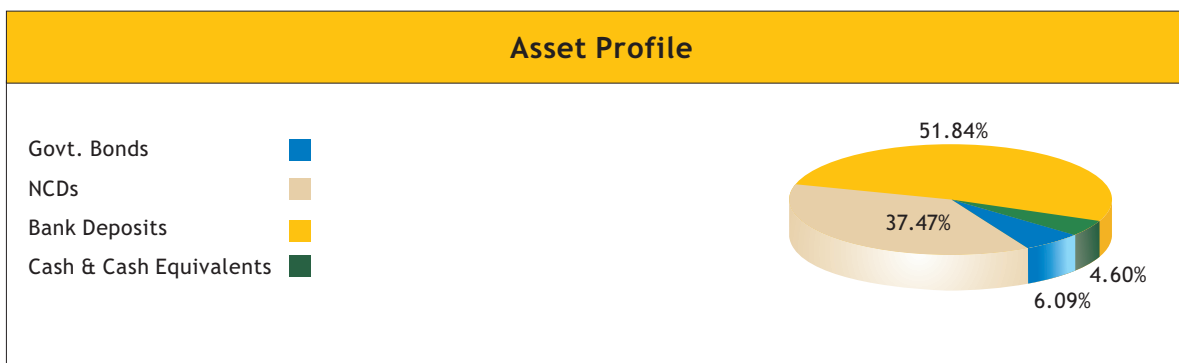 Asset Profile
Govt. Bonds
NCDs
Bank Deposits
Cash & Cash Equivalents
51.84%
37.47%
4.60%
6.09%